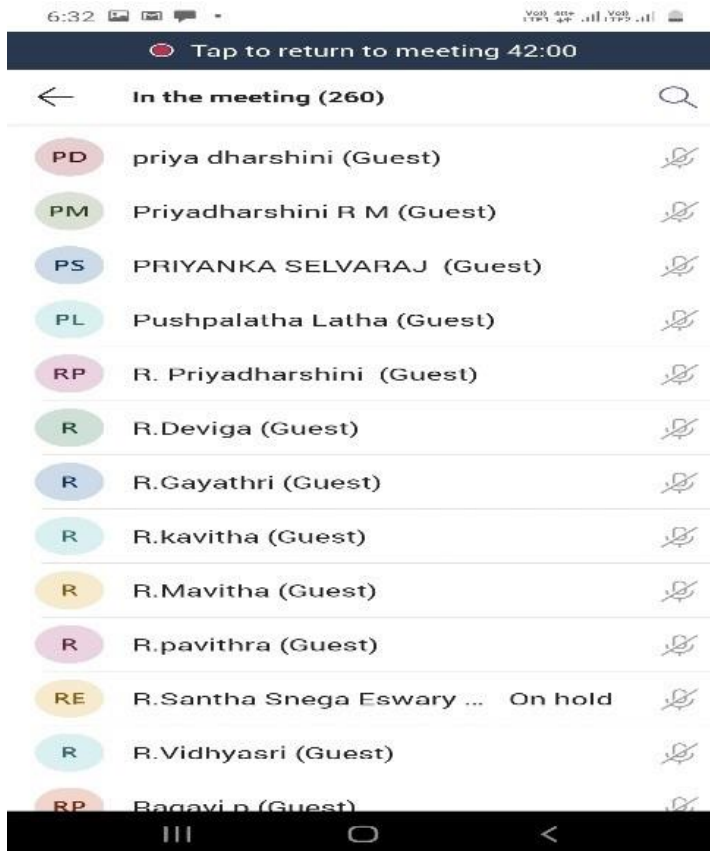 6:32
Tap to return to meeting 42:00
In the meeting (260)
PD priya dharshini (Guest)
PM Priyadharshini R M (Guest)
PS PRIYANKA SELVARAJ (Guest)
PL Pushpalatha Latha (Guest)
RP R. Priyadharshini (Guest)
R R.Deviga (Guest)
R R.Gayathri (Guest)
R R.kavitha (Guest)
R R.Mavitha (Guest)
R R.pavithra (Guest)
RE R.Santha Snega Eswary ... On hold
R R.Vidhyasri (Guest)
RP Ragavi p (Guest)